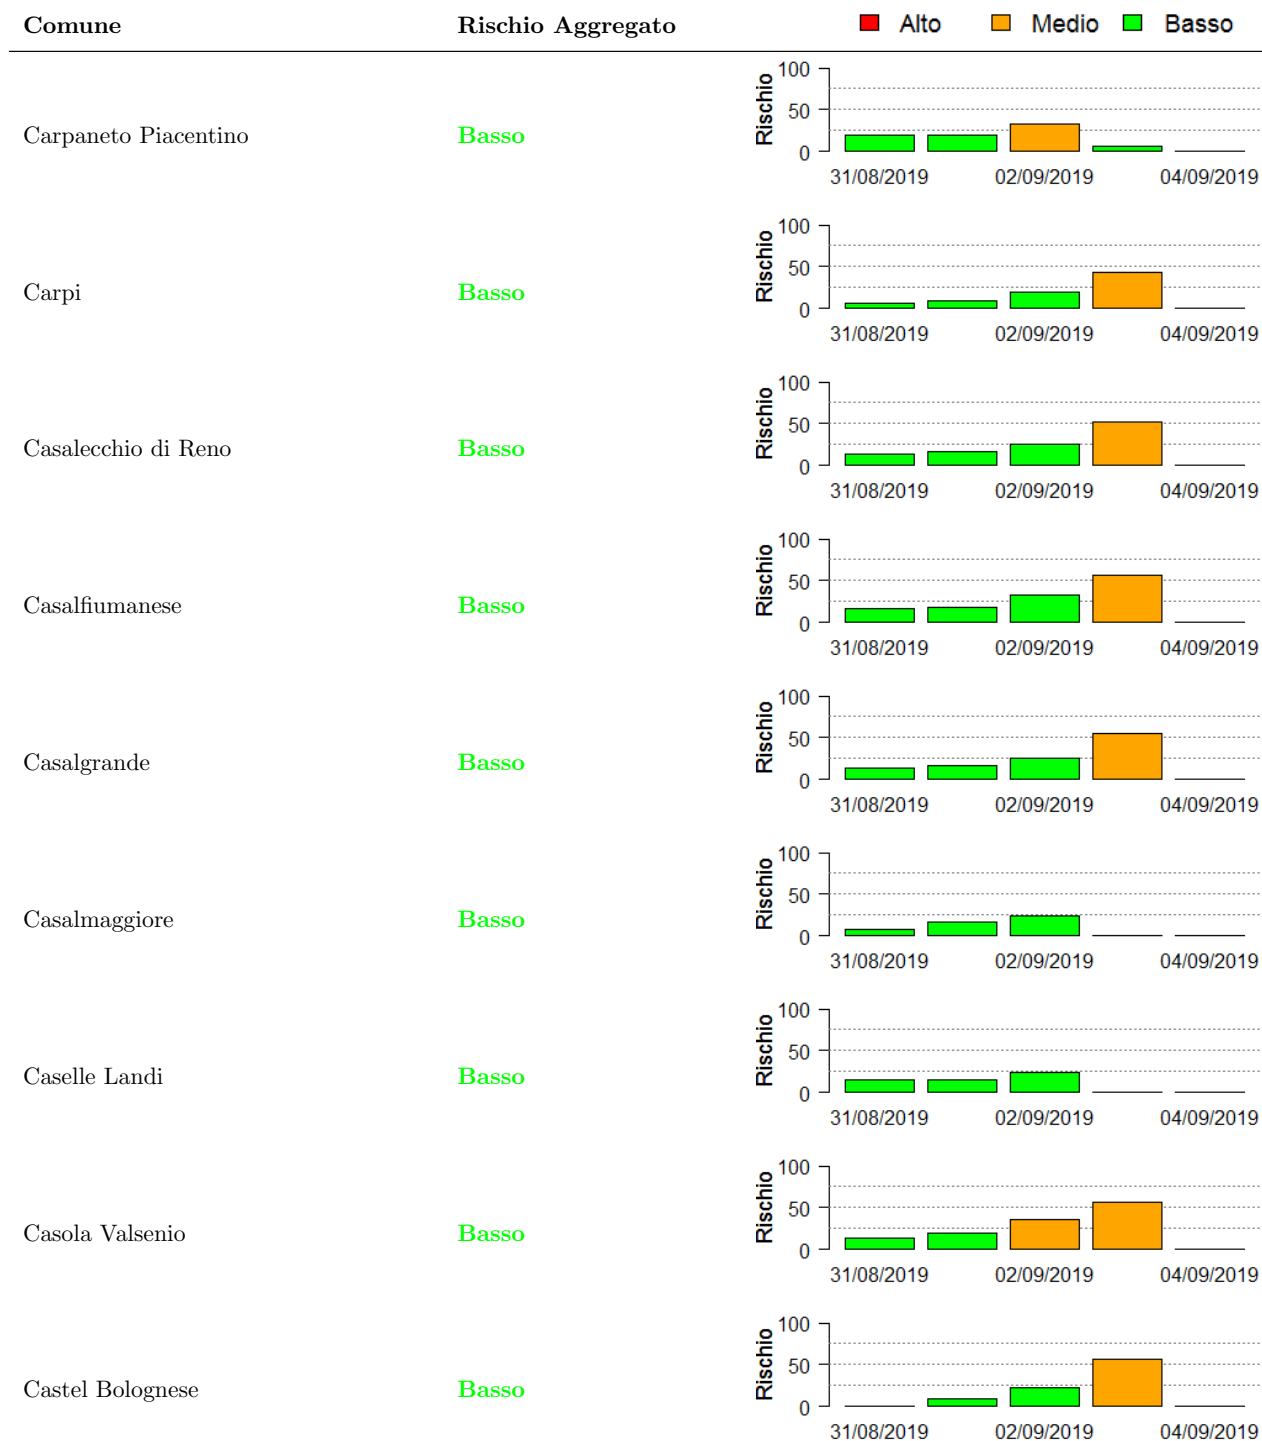 Comune Rischio Aggregato Alto Medio Basso
Carpaneto Piacentino Basso Rischio 100 50 0
31/08/2019 02/09/2019 04/09/2019
Carpi Basso Rischio 100 50 0
31/08/2019 02/09/2019 04/09/2019
Casalecchio di Reno Basso Rischio 100 50 0
31/08/2019 02/09/2019 04/09/2019
Casalfiumanese Basso Rischio 100 50 0
31/08/2019 02/09/2019 04/09/2019
Casalgrande Basso Rischio 100 50 0
31/08/2019 02/09/2019 04/09/2019
Casalmaggiore Basso Rischio 100 50 0
31/08/2019 02/09/2019 04/09/2019
Caselle Landi Basso Rischio 100 50 0
31/08/2019 02/09/2019 04/09/2019
Casola Valsenio Basso Rischio 100 50 0
31/08/2019 02/09/2019 04/09/2019
Castel Bolognese Basso Rischio 100 50 0
31/08/2019 02/09/2019 04/09/2019